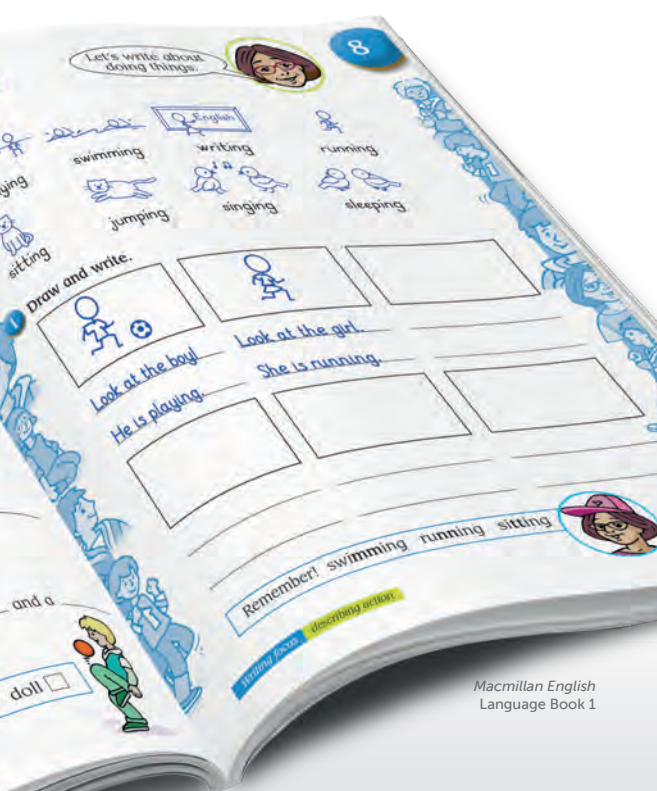 8
Let's write about
doing things.
English
swimming
writing
running
sitting
jumping
singing
sleeping
Draw and write.
Look at the boy!
He is playing.
Look at the girl.
She is running.
Remember! swimming running sitting
Writing focus describing action
and a
doll
Macmillan English
Language Book 1